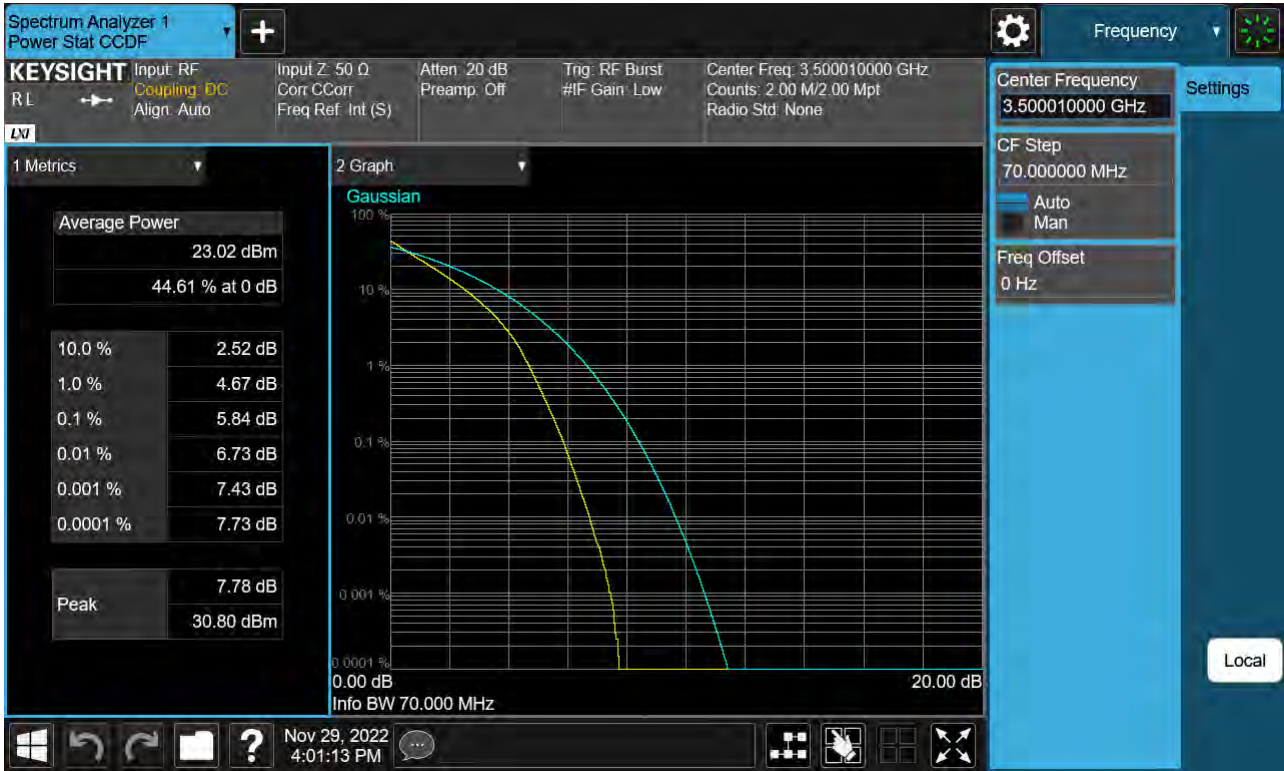 Spectrum Analyzer 1
Power Stat CCDF
+
Frequency
KEYSIGHT
RL
LXI
Input: RF
Coupling: DC
Align: Auto
Input Z: 50 Ω
Corr CCorr
Freq Ref: Int (S)
Atten: 20 dB
Preamp: Off
Trig: RF Burst
#IF Gain: Low
Center Freq: 3.500010000 GHz
Counts: 2.00 M/2.00 Mpt
Radio Std: None
Center Frequency
3.500010000 GHz
Settings
CF Step
70.000000 MHz
Auto
Man
Freq Offset
0 Hz
1 Metrics
Average Power
23.02 dBm
44.61 % at 0 dB
10.0 % 2.52 dB
1.0 % 4.67 dB
0.1 % 5.84 dB
0.01 % 6.73 dB
0.001 % 7.43 dB
0.0001 % 7.73 dB
Peak
7.78 dB
30.80 dBm
2 Graph
Gaussian
100 %
10 %
1 %
0.1 %
0.01 %
0.001 %
0.0001 %
0.00 dB 20.00 dB
Info BW 70.000 MHz
Local
?
Nov 29, 2022
4:01:13 PM